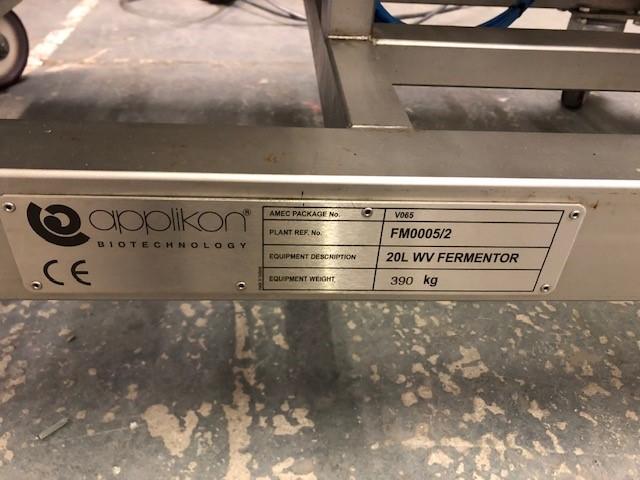 applikon®
BIOTECHNOLOGY
CE
AMEC PACKAGE No. V065
PLANT REF. No. FM0005/2
EQUIPMENT DESCRIPTION 20L WV FERMENTOR
EQUIPMENT WEIGHT 390 kg